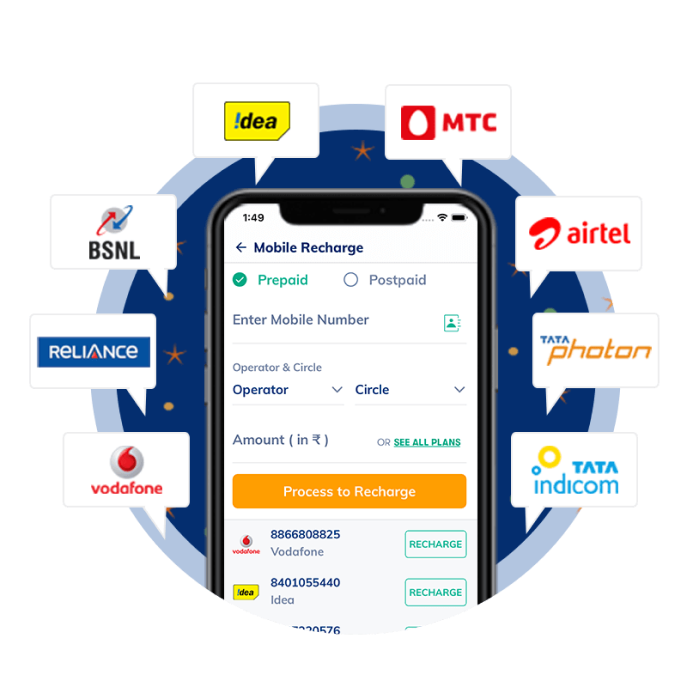 !dea
MTC
BSNL
airtel
RELIANCE
TATA
photon
vodafone
TATA
indicom
1:49
Mobile Recharge
Prepaid
Postpaid
Enter Mobile Number
Operator & Circle
Operator
Circle
Amount ( in ₹ )
OR SEE ALL PLANS
Process to Recharge
vodafone
8866808825
Vodafone
RECHARGE
!dea
8401055440
Idea
RECHARGE